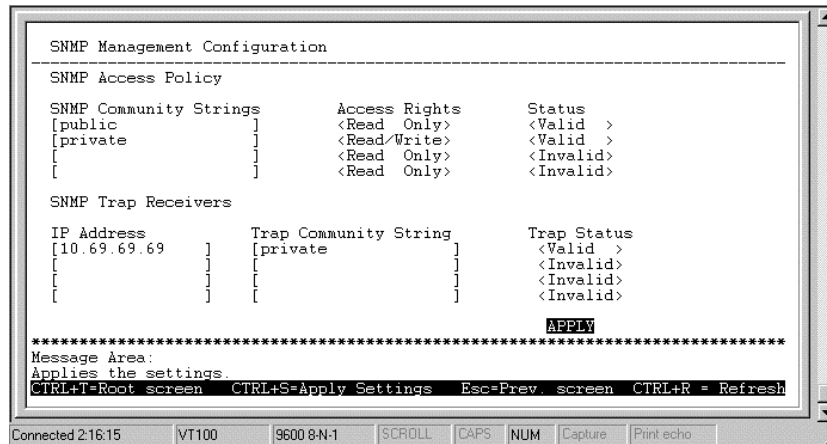 SNMP Management Configuration
SNMP Access Policy
SNMP Community Strings Access Rights Status
[public ] <Read Only> <Valid >
[private ] <Read/Write> <Valid >
[ ] <Read Only> <Invalid>
[ ] <Read Only> <Invalid>
SNMP Trap Receivers
IP Address Trap Community String Trap Status
[10.69.69.69 ] [private ] <Valid >
[ ] [ ] <Invalid>
[ ] [ ] <Invalid>
[ ] [ ] <Invalid>
APPLY
***********************************************************************************************
Message Area:
Applies the settings.
CTRL+T=Root screen CTRL+S=Apply Settings Esc=Prev. screen CTRL+R = Refresh
Connected 2:16:15 VT100 9600 8-N-1 SCROLL CAPS NUM Capture Print echo